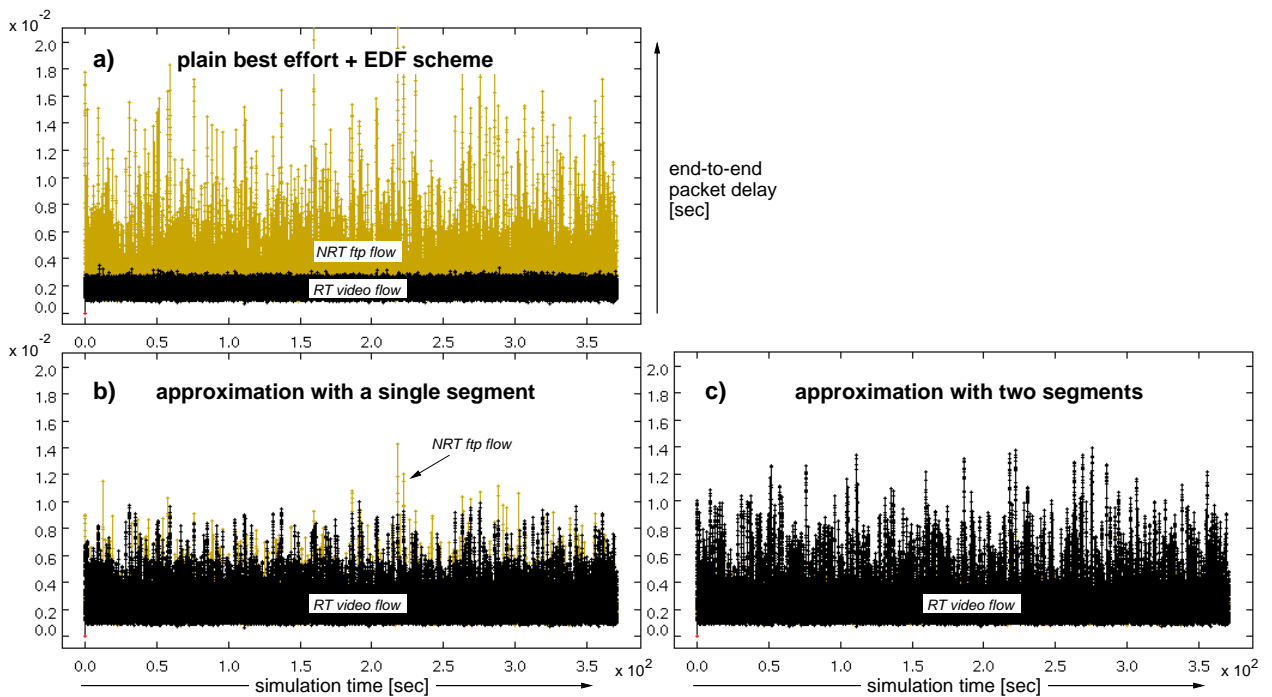 x 10⁻²
a) plain best effort + EDF scheme
2.0
1.8
1.6
1.4
1.2
1.0
0.8
0.6
0.4
0.2
0.0
NRT ftp flow
RT video flow
0.0 0.5 1.0 1.5 2.0 2.5 3.0 3.5
end-to-end
packet delay
[sec]
x 10⁻²
b) approximation with a single segment
2.0
1.8
1.6
1.4
1.2
1.0
0.8
0.6
0.4
0.2
0.0
NRT ftp flow
RT video flow
0.0 0.5 1.0 1.5 2.0 2.5 3.0 3.5 x 10²
simulation time [sec]
c) approximation with two segments
2.0
1.8
1.6
1.4
1.2
1.0
0.8
0.6
0.4
0.2
0.0
RT video flow
0.0 0.5 1.0 1.5 2.0 2.5 3.0 3.5 x 10²
simulation time [sec]